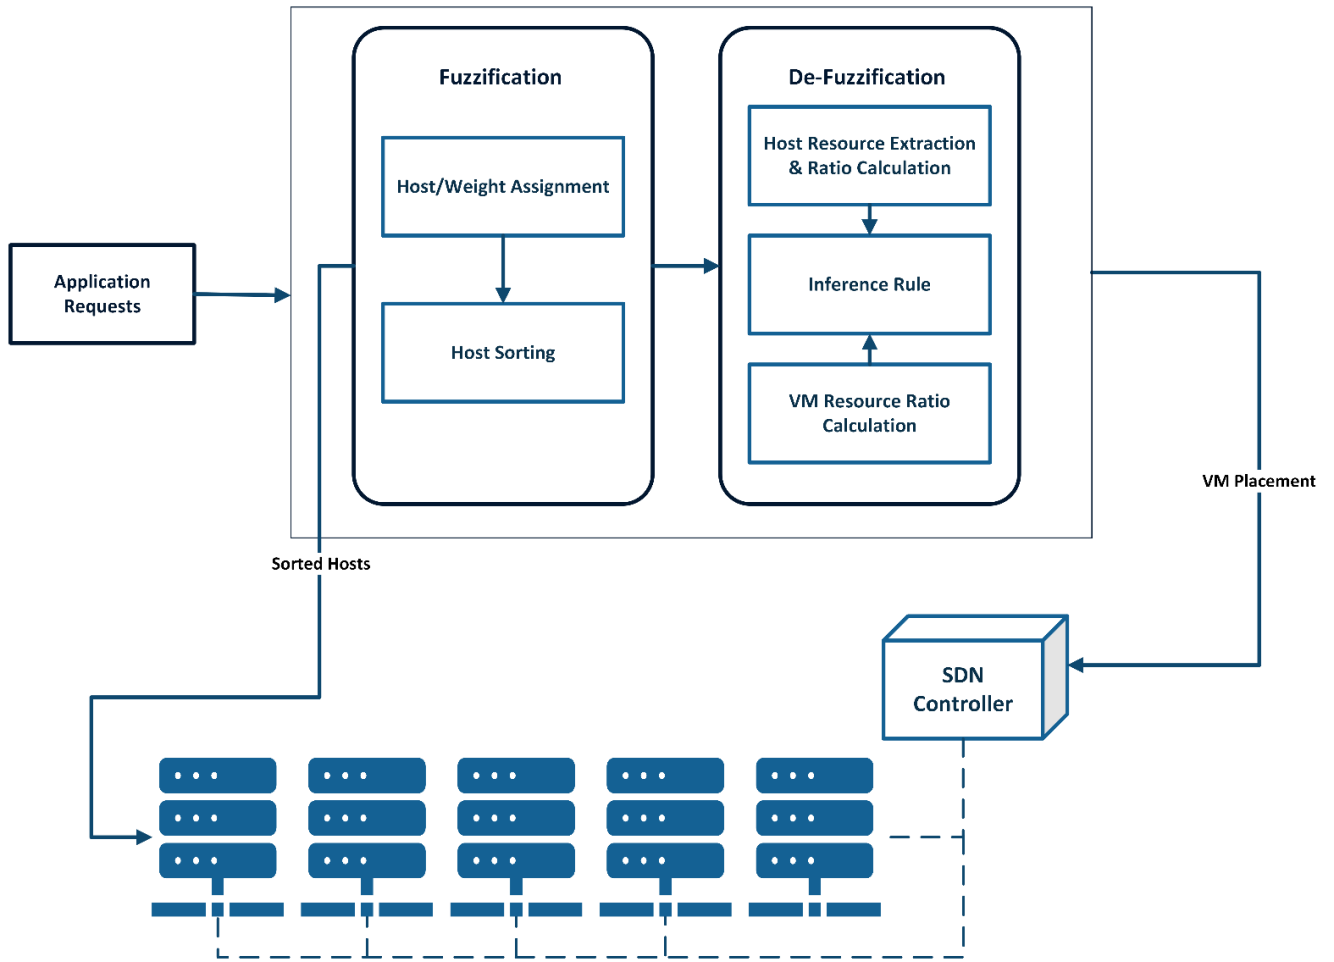 Fuzzification
De-Fuzzification
Host Resource Extraction
& Ratio Calculation
Host/Weight Assignment
Application
Requests
Inference Rule
Host Sorting
VM Resource Ratio
Calculation
VM Placement
Sorted Hosts
SDN
Controller